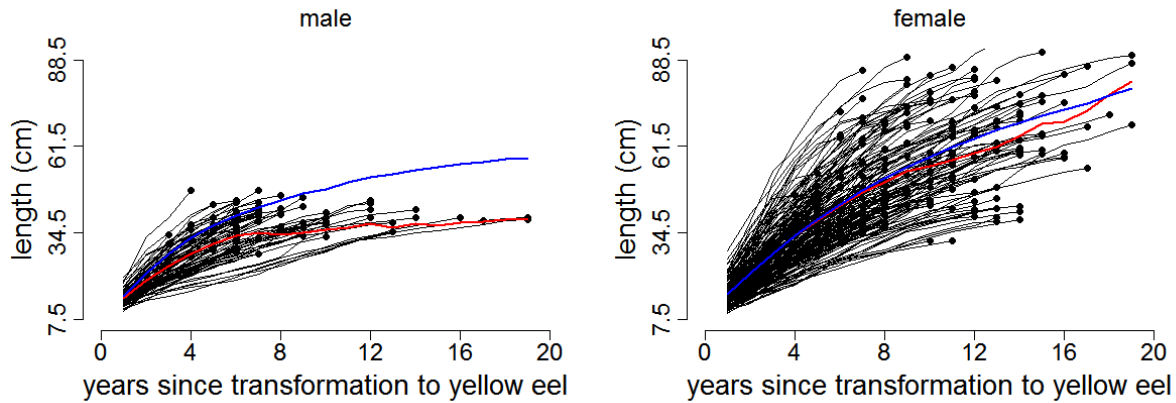 male
88.5
61.5
34.5
7.5
length (cm)
0 4 8 12 16 20
years since transformation to yellow eel
female
88.5
61.5
34.5
7.5
length (cm)
0 4 8 12 16 20
years since transformation to yellow eel